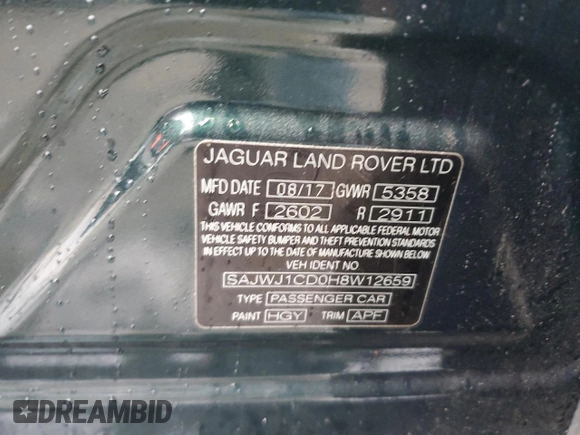 JAGUAR LAND ROVER LTD
MFD DATE 08/17 GVWR 5358
GAWR F 2602 R 2911
THIS VEHICLE CONFORMS TO ALL APPLICABLE FEDERAL MOTOR
VEHICLE SAFETY BUMPER AND THEFT PREVENTION STANDARDS
IN EFFECT UP TO THE DATE OF MANUFACTURE SHOWN BELOW
VEH IDENT NO
SAJWJ1CD0H8W12659
TYPE PASSENGER CAR
PAINT HGY TRIM APF
DREAMBID